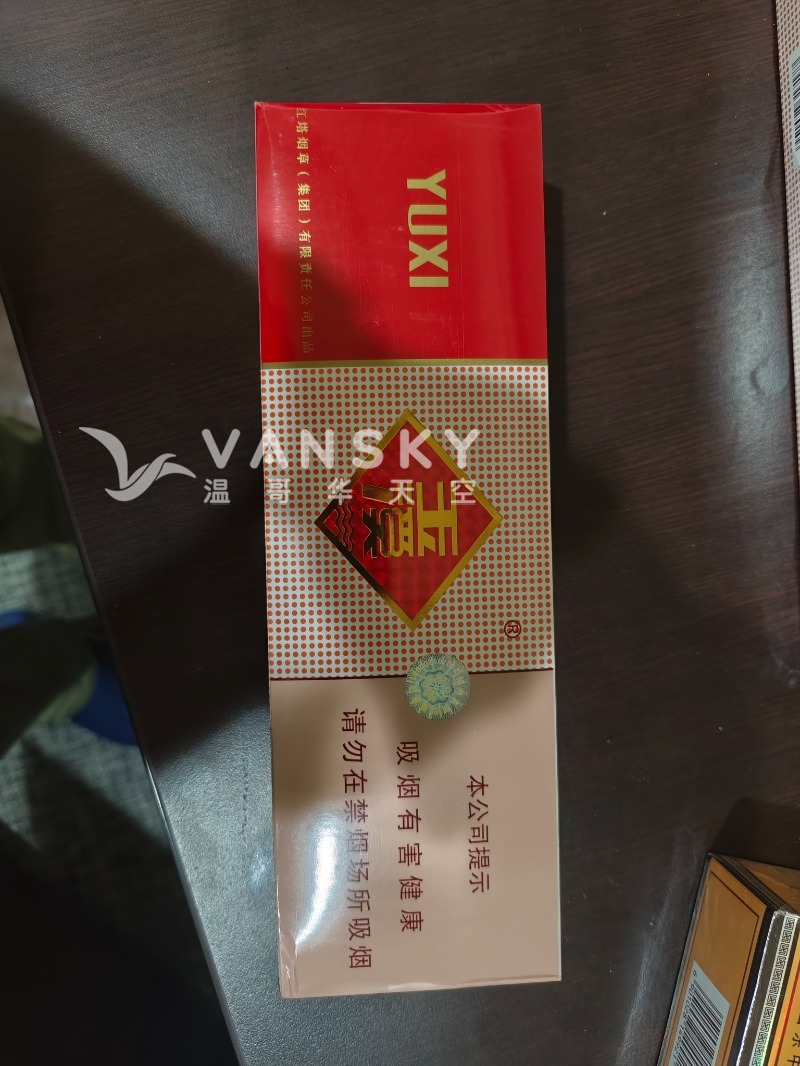 红塔烟草（集团）有限责任公司出品
YUXI
玉溪
®
VANSKY
温哥华天空
本公司提示
吸烟有害健康
请勿在禁烟场所吸烟